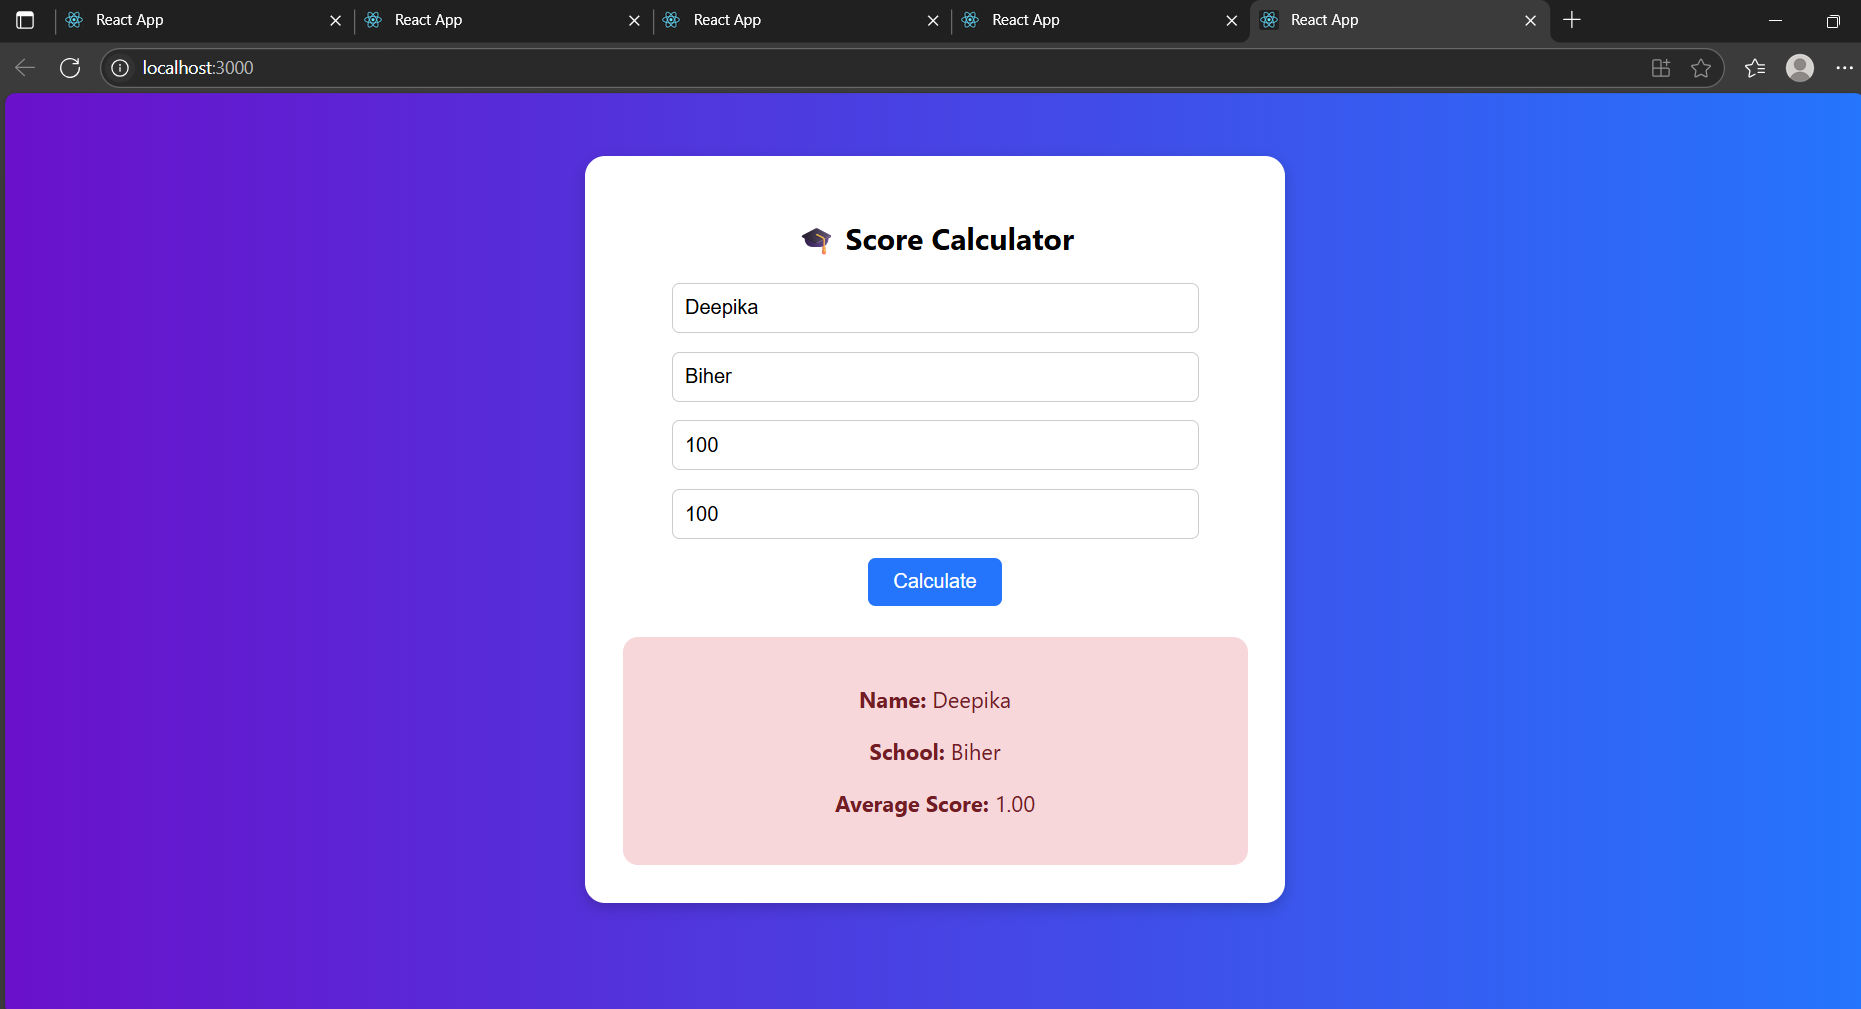 React App
React App
React App
React App
React App
localhost:3000
Score Calculator
Deepika
Biher
100
100
Calculate
Name: Deepika
School: Biher
Average Score: 1.00